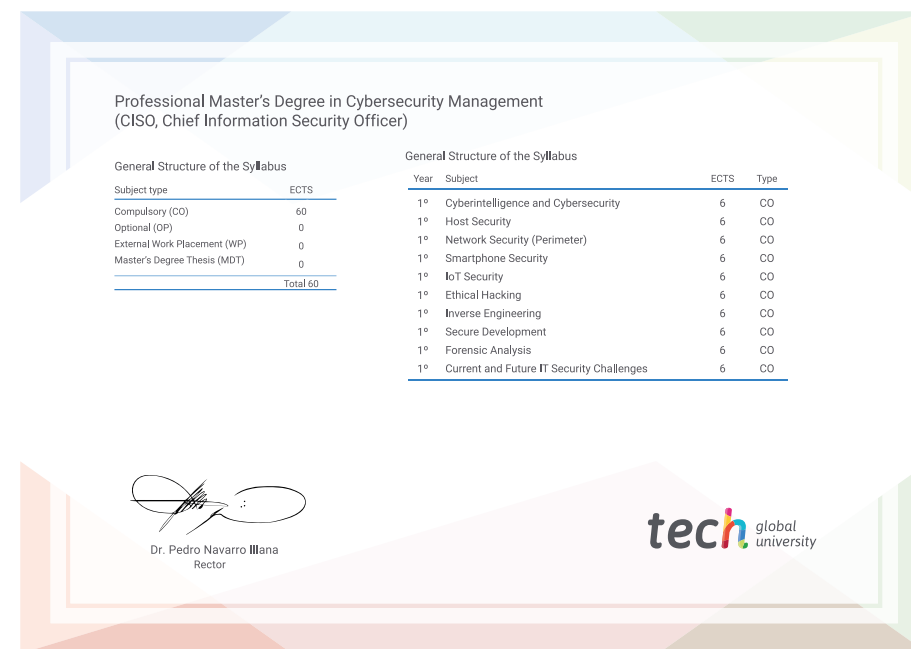 Professional Master's Degree in Cybersecurity Management
(CISO, Chief Information Security Officer)
General Structure of the Syllabus
Subject type ECTS
Compulsory (CO) 60
Optional (OP) 0
External Work Placement (WP) 0
Master's Degree Thesis (MDT) 0
Total 60
General Structure of the Syllabus
Year Subject ECTS Type
1º Cyberintelligence and Cybersecurity 6 CO
1º Host Security 6 CO
1º Network Security (Perimeter) 6 CO
1º Smartphone Security 6 CO
1º IoT Security 6 CO
1º Ethical Hacking 6 CO
1º Inverse Engineering 6 CO
1º Secure Development 6 CO
1º Forensic Analysis 6 CO
1º Current and Future IT Security Challenges 6 CO
Dr. Pedro Navarro Illana
Rector
tech global
university